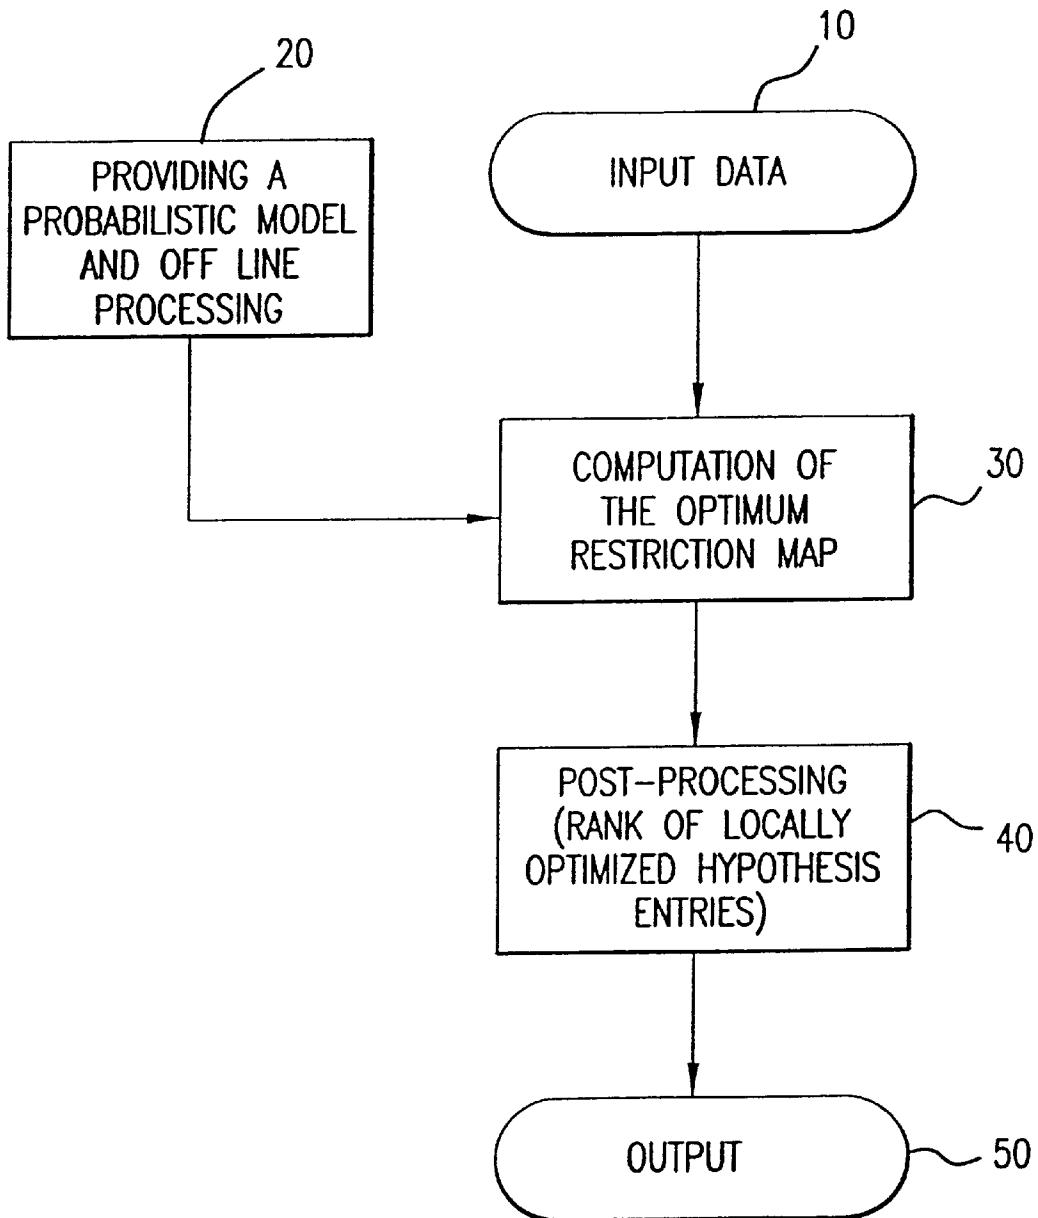 20
10
PROVIDING A
PROBABILISTIC MODEL
AND OFF LINE
PROCESSING
INPUT DATA
COMPUTATION OF
THE OPTIMUM
RESTRICTION MAP
30
POST-PROCESSING
(RANK OF LOCALLY
OPTIMIZED HYPOTHESIS
ENTRIES)
40
OUTPUT
50